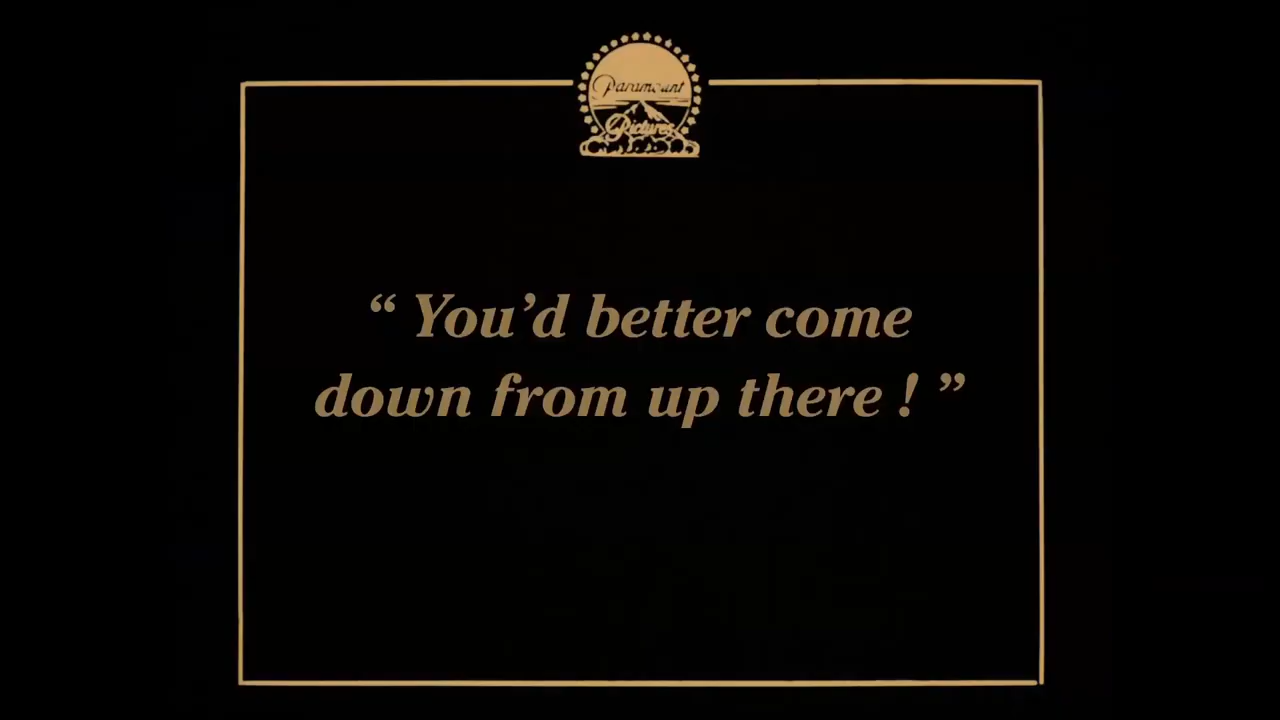 Paramount
Pictures
“ You’d better come
down from up there ! ”